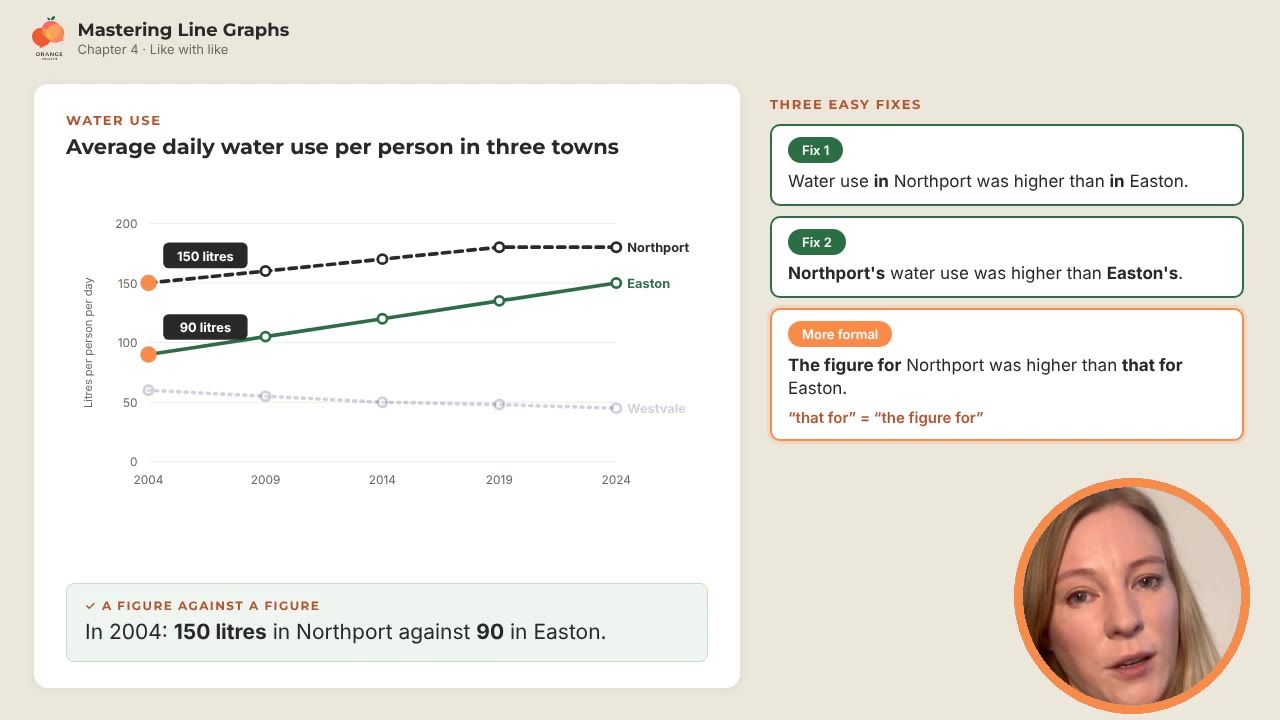 ORANGE
Mastering Line Graphs
Chapter 4 · Like with like
WATER USE
Average daily water use per person in three towns
Litres per person per day
200
150
100
50
0
150 litres
90 litres
Northport
Easton
Westvale
2004 2009 2014 2019 2024
✓ A FIGURE AGAINST A FIGURE
In 2004: 150 litres in Northport against 90 in Easton.
THREE EASY FIXES
Fix 1
Water use in Northport was higher than in Easton.
Fix 2
Northport's water use was higher than Easton's.
More formal
The figure for Northport was higher than that for
Easton.
“that for” = “the figure for”